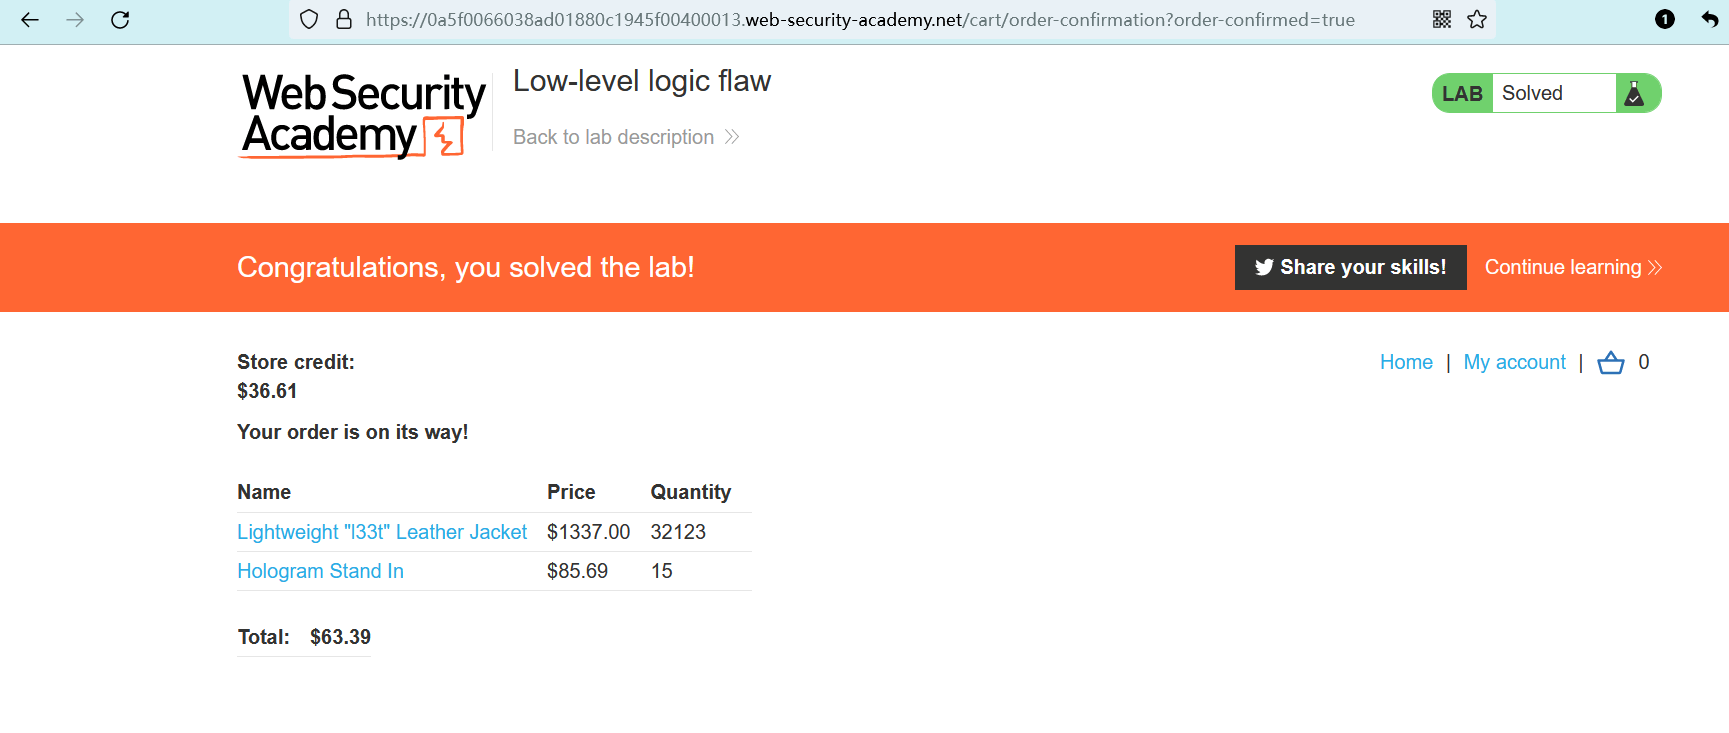 https://0a5f0066038ad01880c1945f00400013.web-security-academy.net/cart/order-confirmation?order-confirmed=true
1
Web Security
Academy
Low-level logic flaw
Back to lab description
LAB Solved
Congratulations, you solved the lab!
Share your skills!
Continue learning
Store credit:
$36.61
Home | My account | 0
Your order is on its way!
Name Price Quantity
Lightweight "l33t" Leather Jacket $1337.00 32123
Hologram Stand In $85.69 15
Total: $63.39